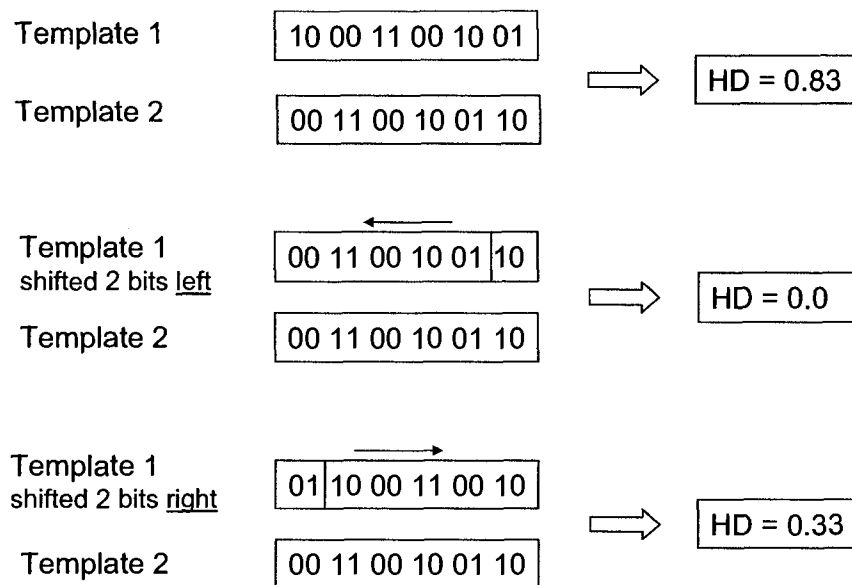 Template 1
10 00 11 00 10 01
HD = 0.83
Template 2
00 11 00 10 01 10
Template 1
shifted 2 bits left
00 11 00 10 01 10
HD = 0.0
Template 2
00 11 00 10 01 10
Template 1
shifted 2 bits right
01 10 00 11 00 10
HD = 0.33
Template 2
00 11 00 10 01 10